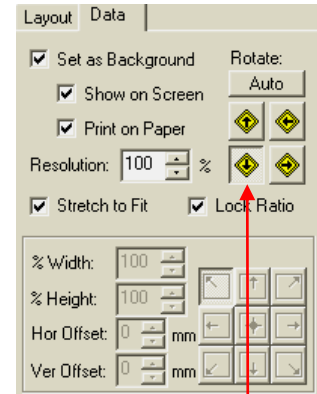 Layout Data
Set as Background Rotate:
Show on Screen Auto
Print on Paper
Resolution: 100 %
Stretch to Fit Lock Ratio
% Width: 100
% Height: 100
Hor Offset: 0 mm
Ver Offset: 0 mm